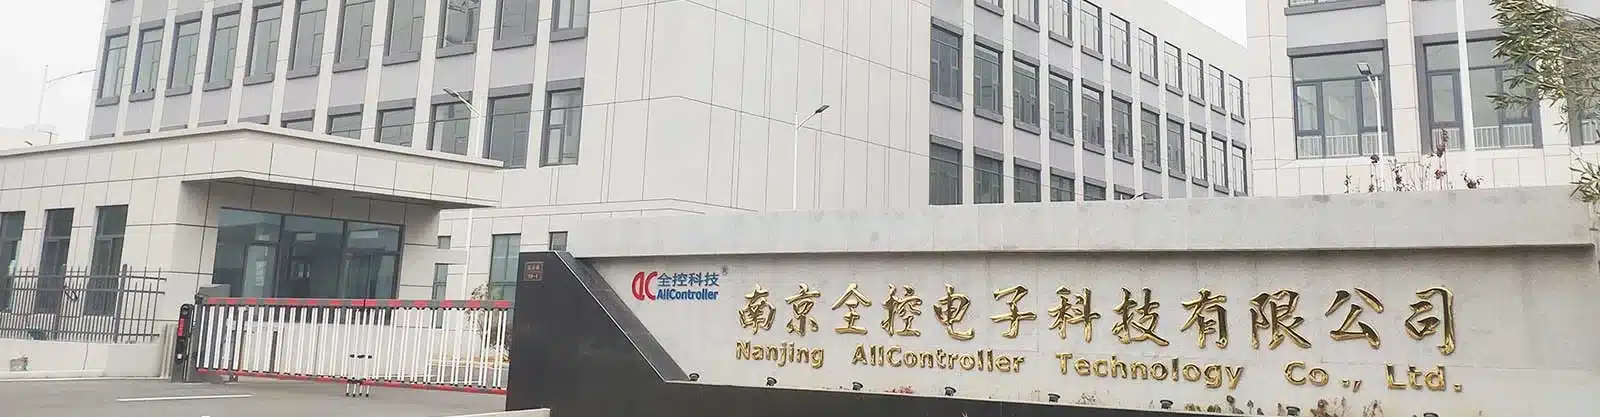 全控科技®
AllController
南京全控电子科技有限公司
Nanjing AllController Technology Co., Ltd.